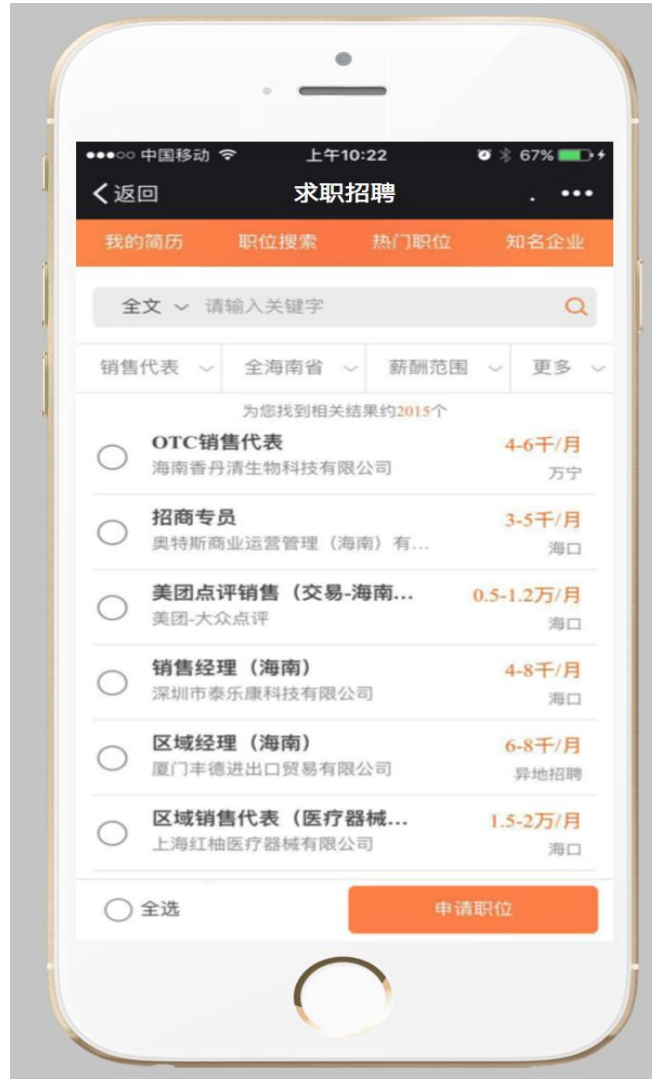 中国移动 上午10:22 67%
返回 求职招聘
我的简历 职位搜索 热门职位 知名企业
全文 请输入关键字
销售代表 全海南省 薪酬范围 更多
为您找到相关结果约2015个
OTC销售代表 4-6千/月
海南香丹清生物科技有限公司 万宁
招商专员 3-5千/月
奥特斯商业运营管理（海南）有... 海口
美团点评销售（交易-海南... 0.5-1.2万/月
美团-大众点评 海口
销售经理（海南） 4-8千/月
深圳市泰乐康科技有限公司 海口
区域经理（海南） 6-8千/月
厦门丰德进出口贸易有限公司 异地招聘
区域销售代表（医疗器械... 1.5-2万/月
上海红柚医疗器械有限公司 海口
全选 申请职位